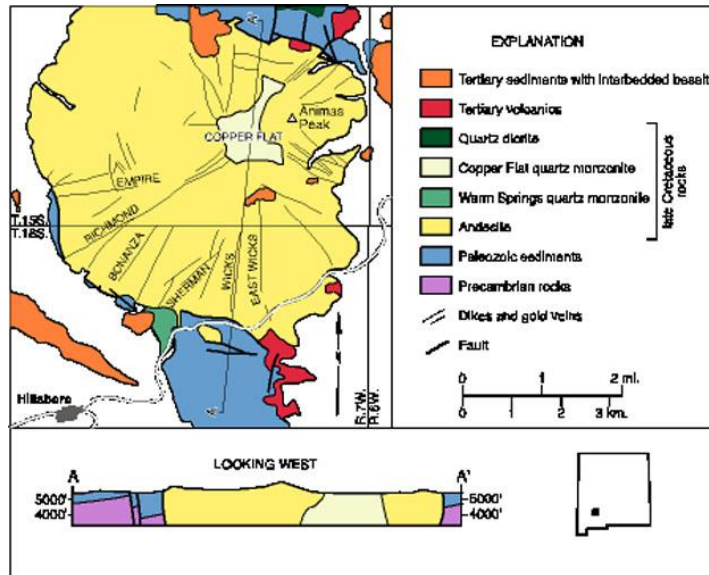 A'
Animas
Peak
COPPER FLAT
EMPIRE
RICHMOND
BONANZA
SHERMAN
WICKS
EAST WICKS
T.15S.
T.16S.
R.7W.
R.6W.
Hillsboro
A
EXPLANATION
Tertiary sediments with interbedded basalt
Tertiary volcanics
Quartz diorite
Copper Flat quartz monzonite
Warm Springs quartz monzonite
Andesite
late Cretaceous
rocks
Paleozoic sediments
Precambrian rocks
Dikes and gold veins
Fault
0 1 2 mi.
0 1 2 3 km.
LOOKING WEST
A A'
5000' 5000'
4000' 4000'